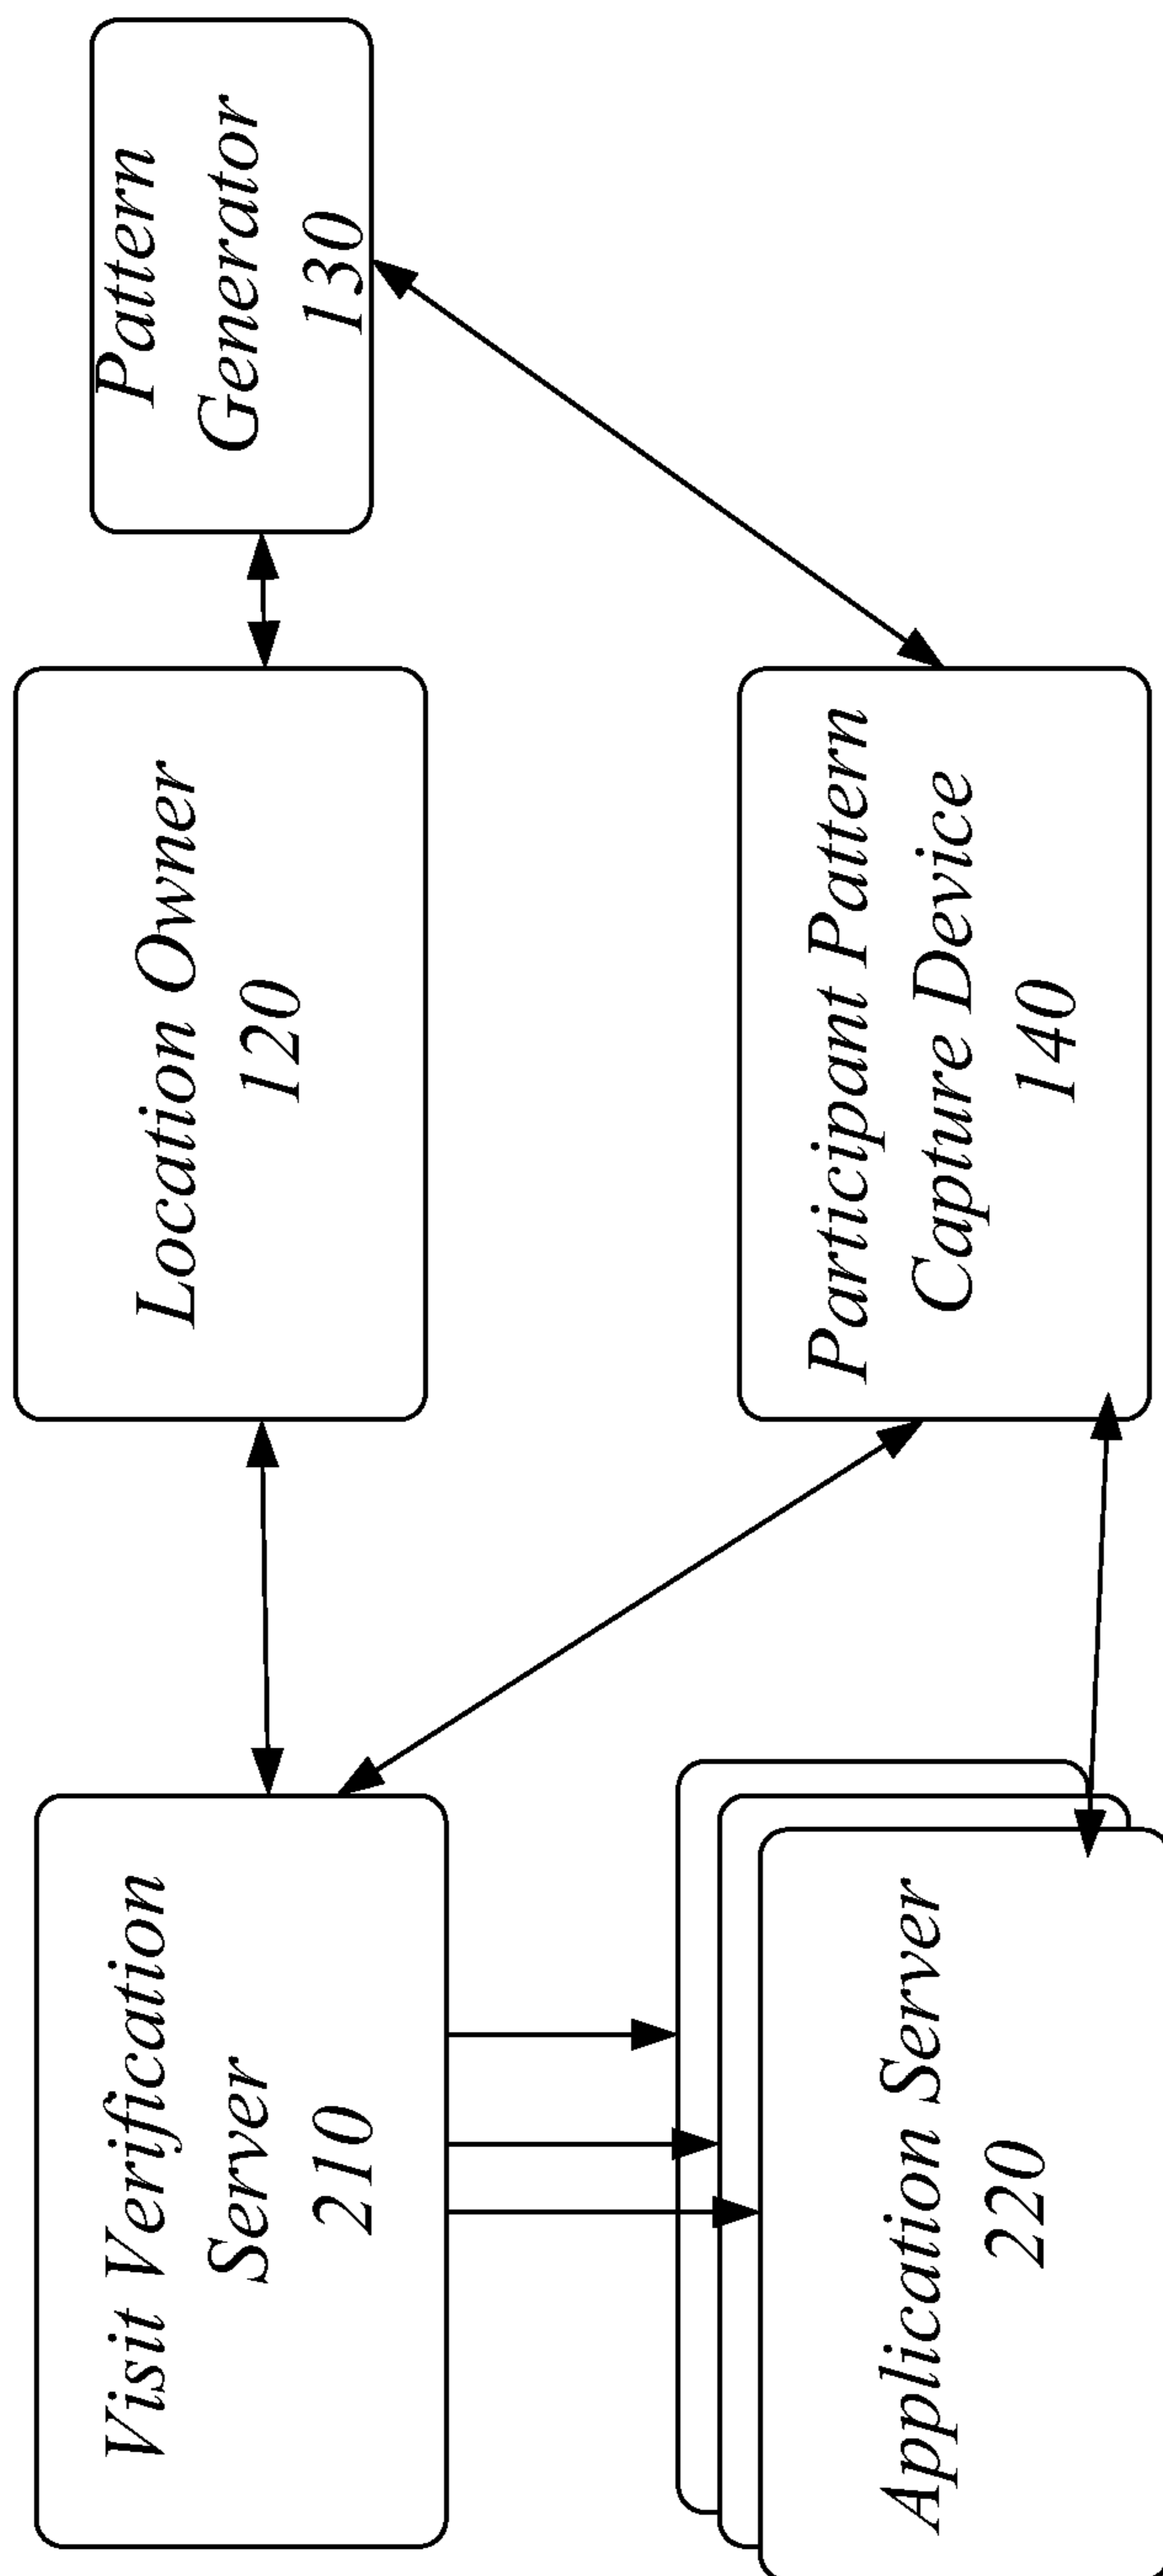 Visit Verification
Server
210
Location Owner
120
Pattern
Generator
130
Application Server
220
Participant Pattern
Capture Device
140